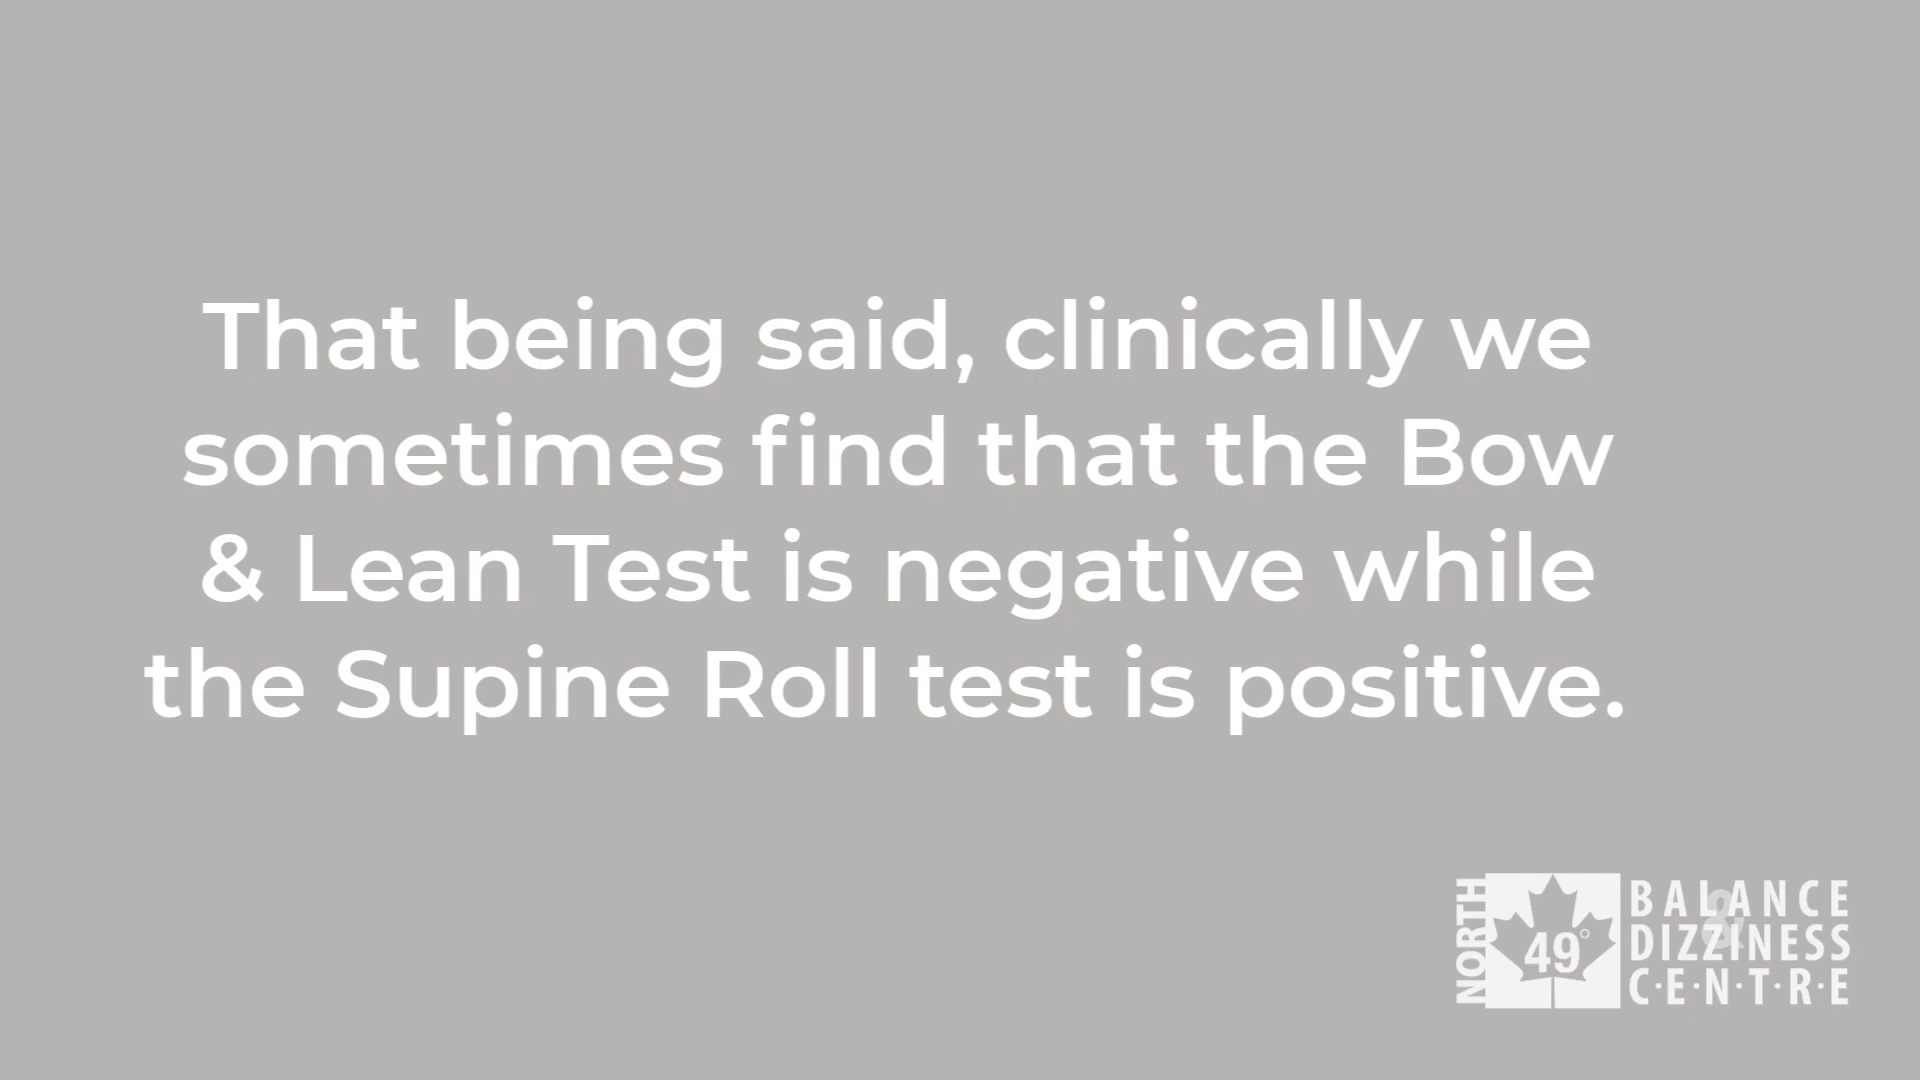 That being said, clinically we
sometimes find that the Bow
& Lean Test is negative while
the Supine Roll test is positive.
NORTH
49°
BALANCE
&
DIZZINESS
C·E·N·T·R·E